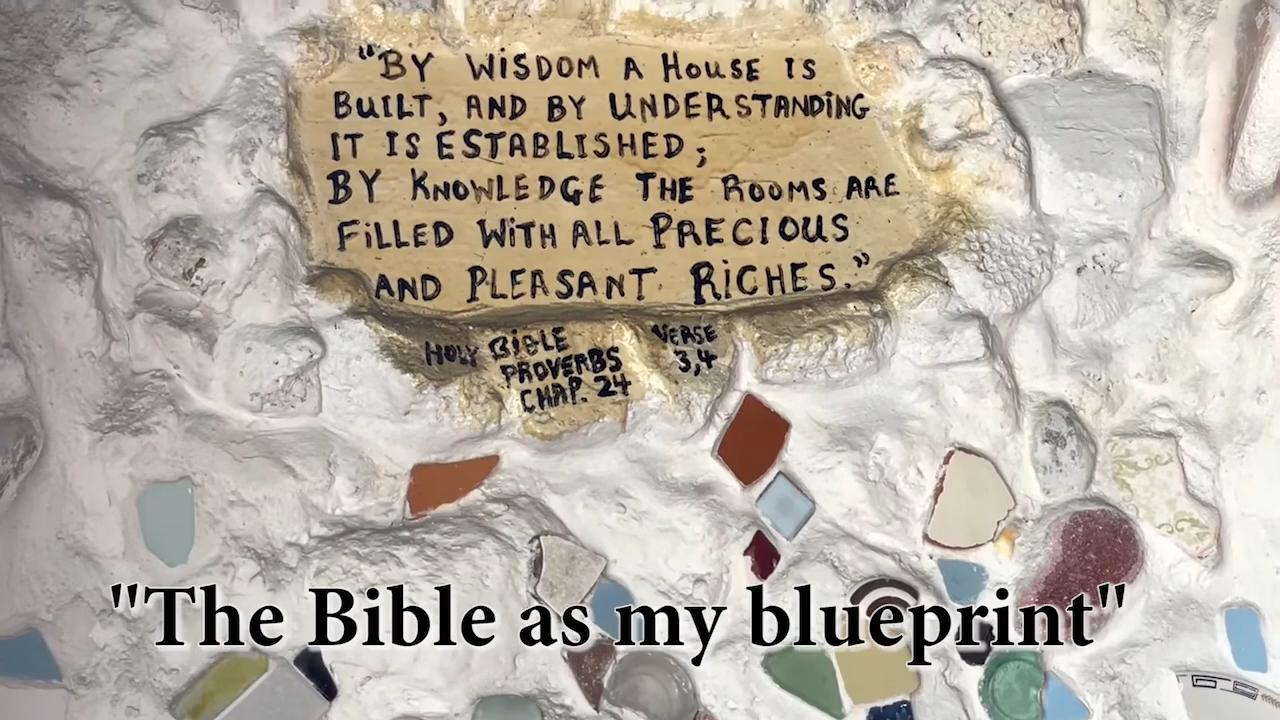 “BY WISDOM A HOUSE IS
BUILT, AND BY UNDERSTANDING
IT IS ESTABLISHED;
BY KNOWLEDGE THE ROOMS ARE
FILLED WITH ALL PRECIOUS
AND PLEASANT RICHES.”
HOLY BIBLE VERSE
PROVERBS 3,4
CHAP. 24
"The Bible as my blueprint"